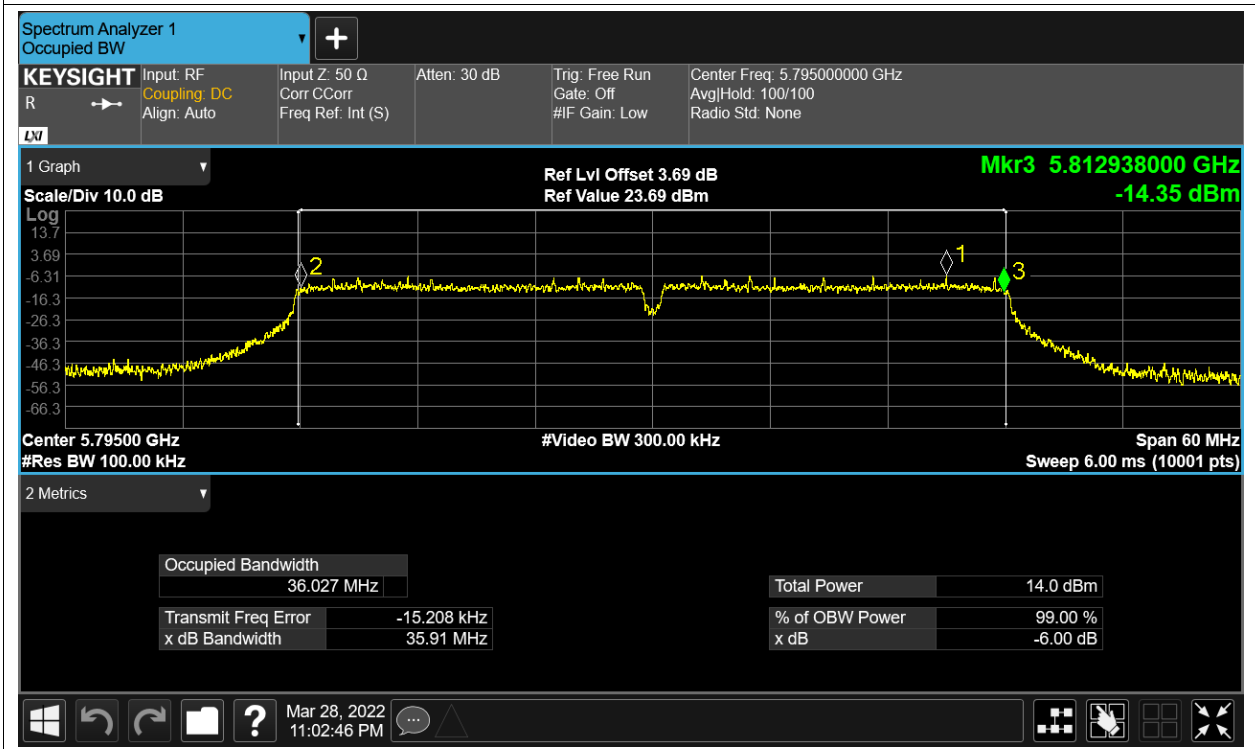 Spectrum Analyzer 1
Occupied BW
KEYSIGHT
R
LXI
Input: RF
Coupling: DC
Align: Auto
Input Z: 50 Ω
Corr CCorr
Freq Ref: Int (S)
Atten: 30 dB
Trig: Free Run
Gate: Off
#IF Gain: Low
Center Freq: 5.795000000 GHz
Avg|Hold: 100/100
Radio Std: None
1 Graph
Scale/Div 10.0 dB
Ref Lvl Offset 3.69 dB
Ref Value 23.69 dBm
Mkr3 5.812938000 GHz
-14.35 dBm
Log
13.7
3.69
-6.31
-16.3
-26.3
-36.3
-46.3
-56.3
-66.3
2
1
3
Center 5.79500 GHz
#Video BW 300.00 kHz
Span 60 MHz
#Res BW 100.00 kHz
Sweep 6.00 ms (10001 pts)
2 Metrics
Occupied Bandwidth
36.027 MHz
Total Power 14.0 dBm
Transmit Freq Error -15.208 kHz
% of OBW Power 99.00 %
x dB Bandwidth 35.91 MHz
x dB -6.00 dB
?
Mar 28, 2022
11:02:46 PM